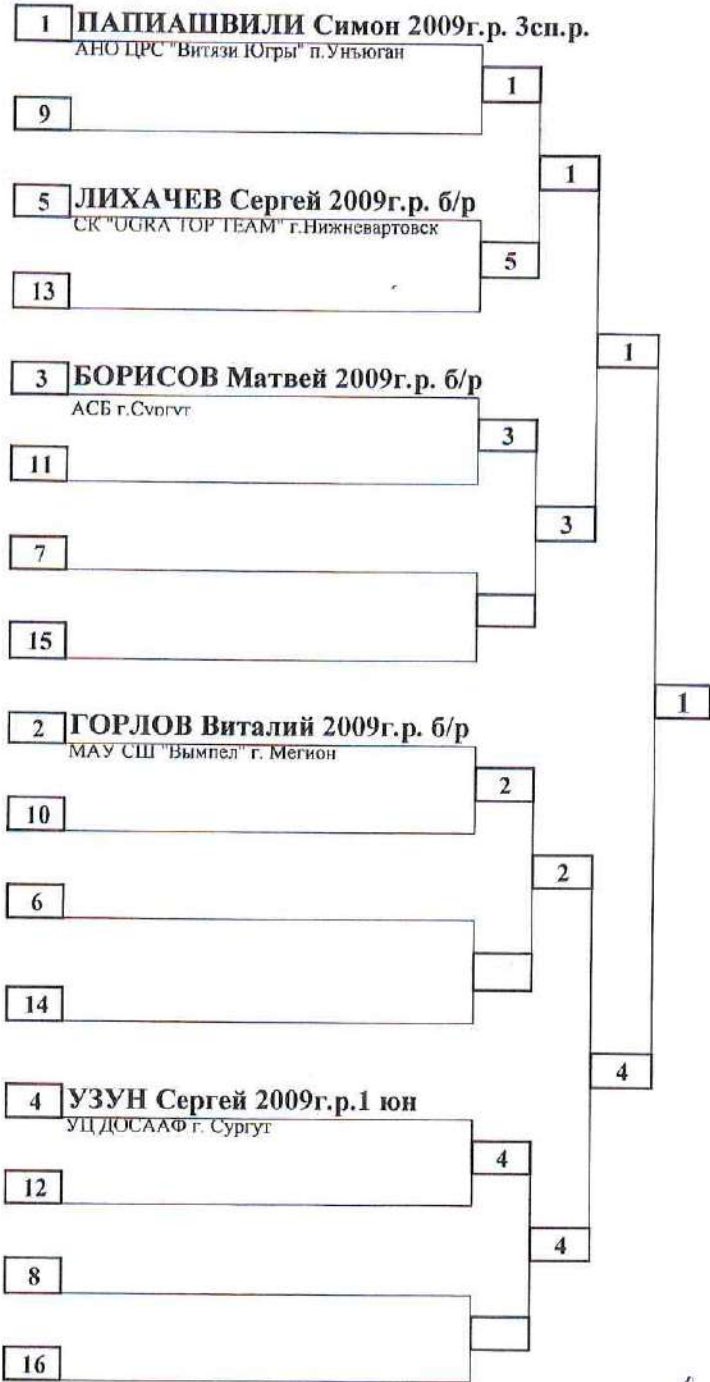 1 ПАПИАШВИЛИ Симон 2009г.р. 3сп.р.
АНО ЦРС "Витязи Югры" п.Унъюган
1
9
1
5 ЛИХАЧЕВ Сергей 2009г.р. б/р
СК "UGRA TOP TEAM" г.Нижневартовск
5
13
1
3 БОРИСОВ Матвей 2009г.р. б/р
АСБ г.Сургут
3
11
3
7
15
1
2 ГОРЛОВ Виталий 2009г.р. б/р
МАУ СШ "Вымпел" г. Мегион
2
10
2
6
14
4
4 УЗУН Сергей 2009г.р.1 юн
УЦ ДОСААФ г. Сургут
4
12
4
8
16